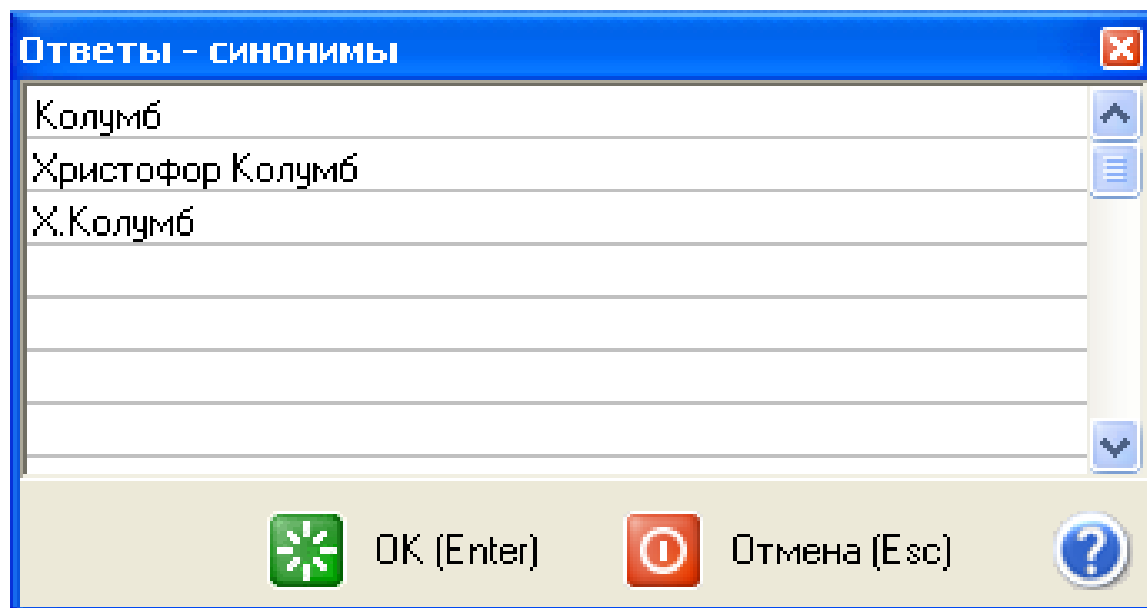 Ответы - синонимы
Колумб
Христофор Колумб
Х.Колумб
OK (Enter)
Отмена (Esc)
?